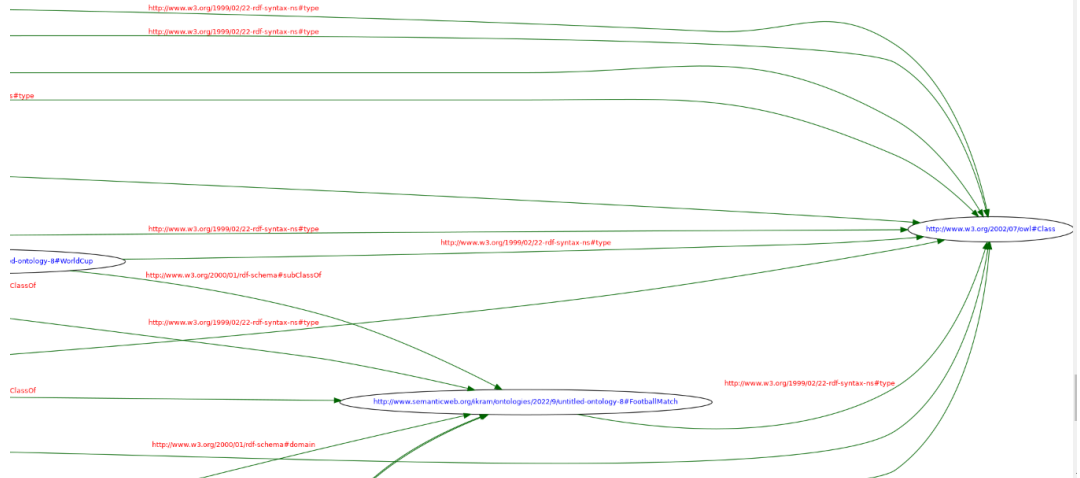 http://www.w3.org/1999/02/22-rdf-syntax-ns#type
http://www.w3.org/1999/02/22-rdf-syntax-ns#type
s#type
http://www.w3.org/1999/02/22-rdf-syntax-ns#type
http://www.w3.org/2002/07/owl#Class
http://www.w3.org/1999/02/22-rdf-syntax-ns#type
d-ontology-8#WorldCup
http://www.w3.org/2000/01/rdf-schema#subClassOf
ClassOf
http://www.w3.org/1999/02/22-rdf-syntax-ns#type
http://www.w3.org/1999/02/22-rdf-syntax-ns#type
ClassOf
http://www.semanticweb.org/ikram/ontologies/2022/9/untitled-ontology-8#FootballMatch
http://www.w3.org/2000/01/rdf-schema#domain